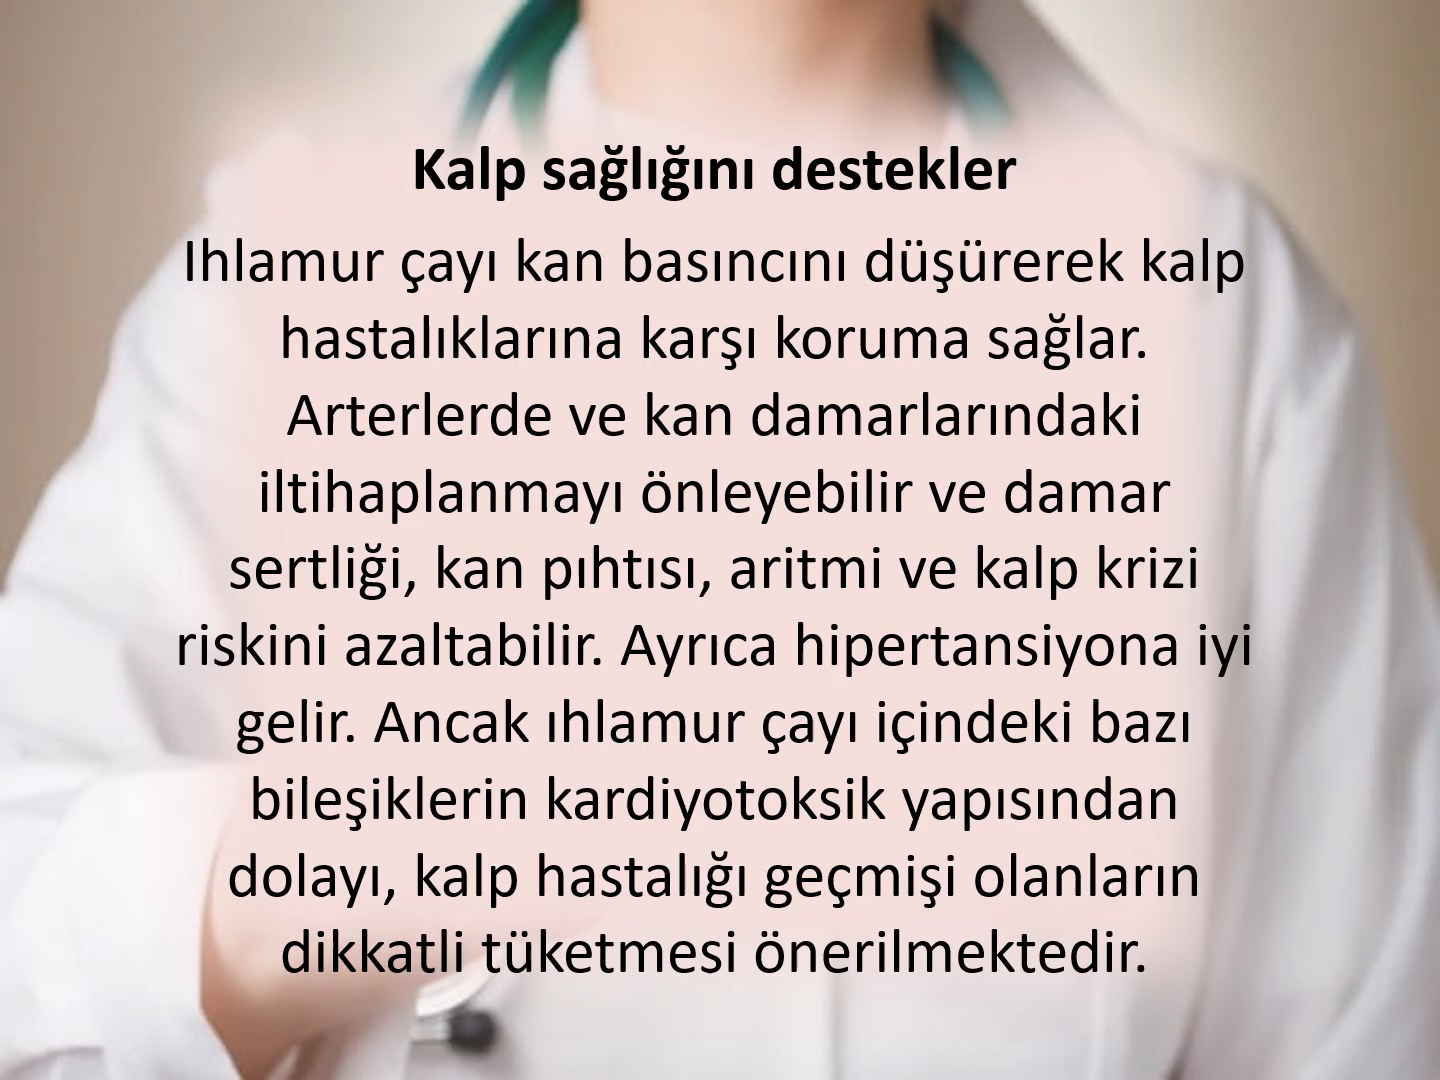 Kalp sağlığını destekler
Ihlamur çayı kan basıncını düşürerek kalp
hastalıklarına karşı koruma sağlar.
Arterlerde ve kan damarlarındaki
iltihaplanmayı önleyebilir ve damar
sertliği, kan pıhtısı, aritmi ve kalp krizi
riskini azaltabilir. Ayrıca hipertansiyona iyi
gelir. Ancak ıhlamur çayı içindeki bazı
bileşiklerin kardiyotoksik yapısından
dolayı, kalp hastalığı geçmişi olanların
dikkatli tüketmesi önerilmektedir.